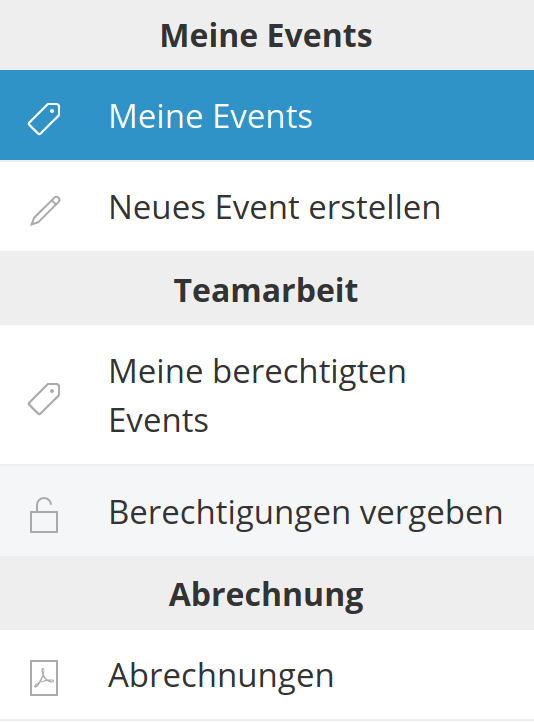 Meine Events
Meine Events
Neues Event erstellen
Teamarbeit
Meine berechtigten
Events
Berechtigungen vergeben
Abrechnung
Abrechnungen